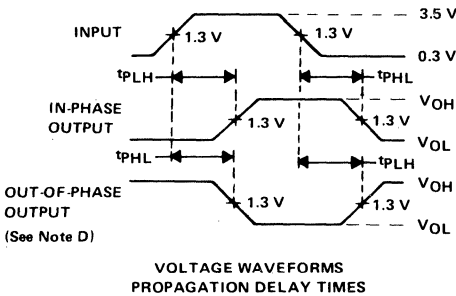 3.5 V
INPUT
1.3 V
1.3 V
0.3 V
tPLH
tPHL
IN-PHASE
OUTPUT
VOH
1.3 V
1.3 V
VOL
tPHL
tPLH
OUT-OF-PHASE
OUTPUT
(See Note D)
VOH
1.3 V
1.3 V
VOL
VOLTAGE WAVEFORMS
PROPAGATION DELAY TIMES